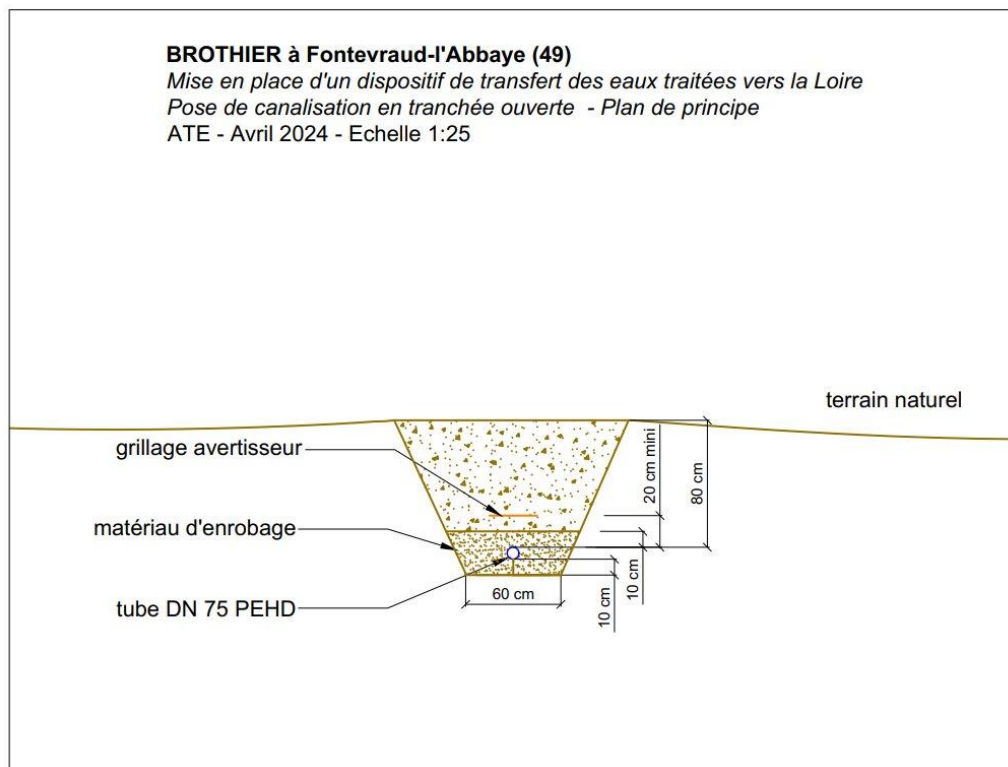 BROTHIER à Fontevraud-l'Abbaye (49)
Mise en place d'un dispositif de transfert des eaux traitées vers la Loire
Pose de canalisation en tranchée ouverte - Plan de principe
ATE - Avril 2024 - Echelle 1:25
terrain naturel
grillage avertisseur
20 cm mini
80 cm
matériau d'enrobage
10 cm
60 cm
10 cm
tube DN 75 PEHD